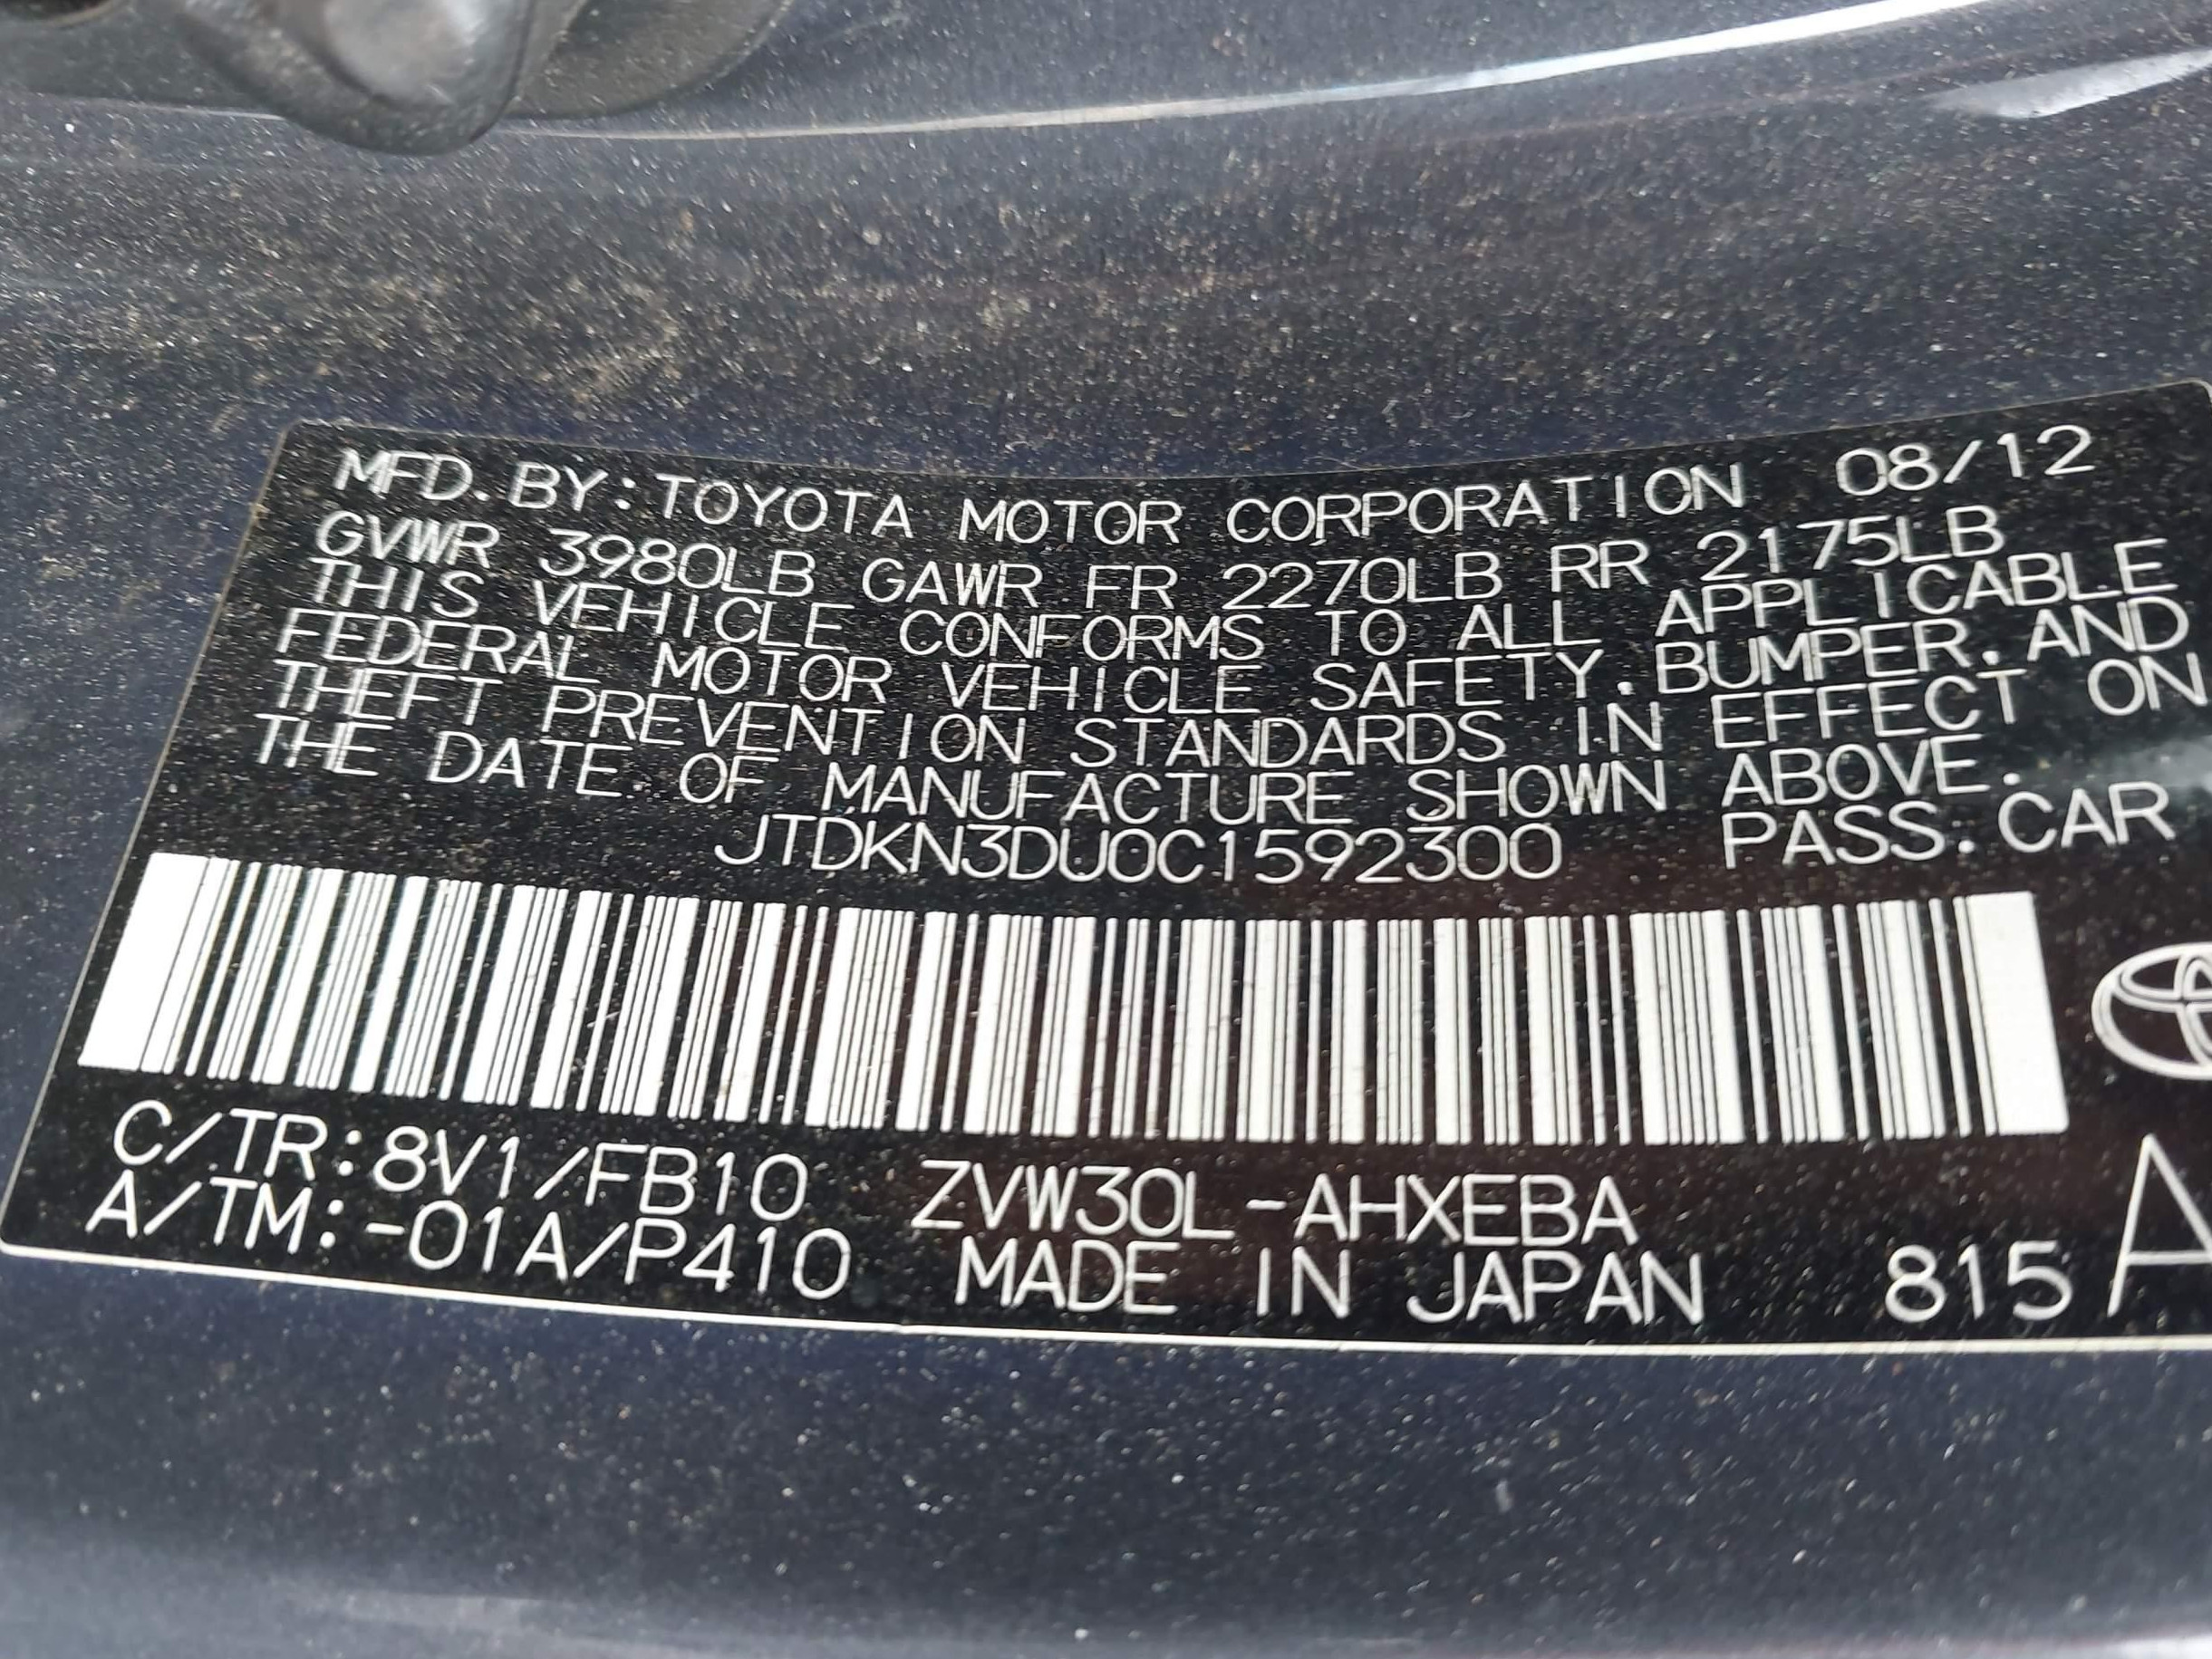 MFD. BY: TOYOTA MOTOR CORPORATION 08/12
GVWR 3980LB GAWR FR 2270LB RR 2175LB
THIS VEHICLE CONFORMS TO ALL APPLICABLE
FEDERAL MOTOR VEHICLE SAFETY, BUMPER, AND
THEFT PREVENTION STANDARDS IN EFFECT ON
THE DATE OF MANUFACTURE SHOWN ABOVE.
JTDKN3DU0C1592300 PASS. CAR
C/TR: 8V1/FB10 ZVW30L-AHXEBA
A/TM: -01A/P410 MADE IN JAPAN 815 A